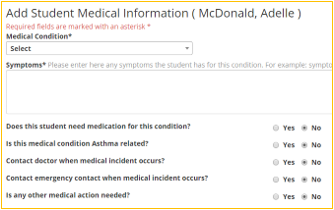 Add Student Medical Information ( McDonald, Adelle )
Required fields are marked with an asterisk *
Medical Condition*
Select
Symptoms* Please enter here any symptoms the student has for this condition. For example: sympto
Does this student need medication for this condition? Yes No
Is this medical condition Asthma related? Yes No
Contact doctor when medical incident occurs? Yes No
Contact emergency contact when medical incident occurs? Yes No
Is any other medical action needed? Yes No